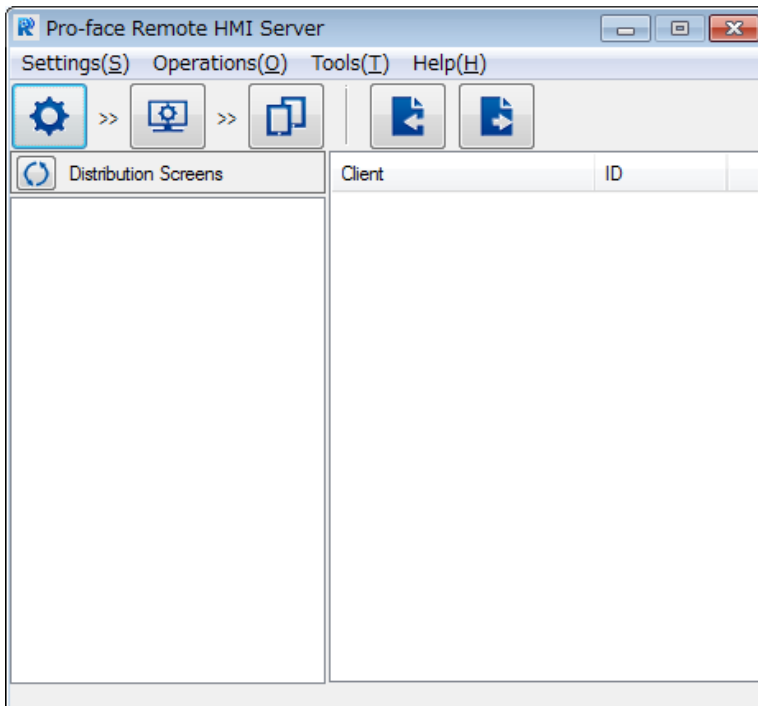 Pro-face Remote HMI Server
Settings(S) Operations(O) Tools(T) Help(H)
>> >>
Distribution Screens Client ID